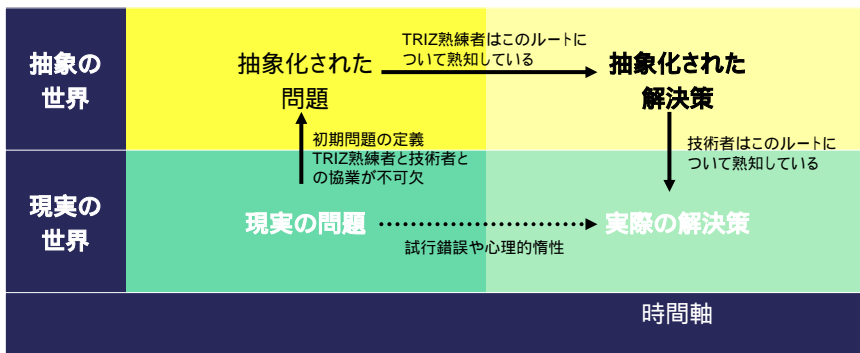 抽象の
世界
抽象化された
問題
TRIZ熟練者はこのルートに
ついて熟知している
抽象化された
解決策
初期問題の定義
TRIZ熟練者と技術者と
の協業が不可欠
技術者はこのルートに
ついて熟知している
現実の
世界
現実の問題
試行錯誤や心理的惰性
実際の解決策
時間軸